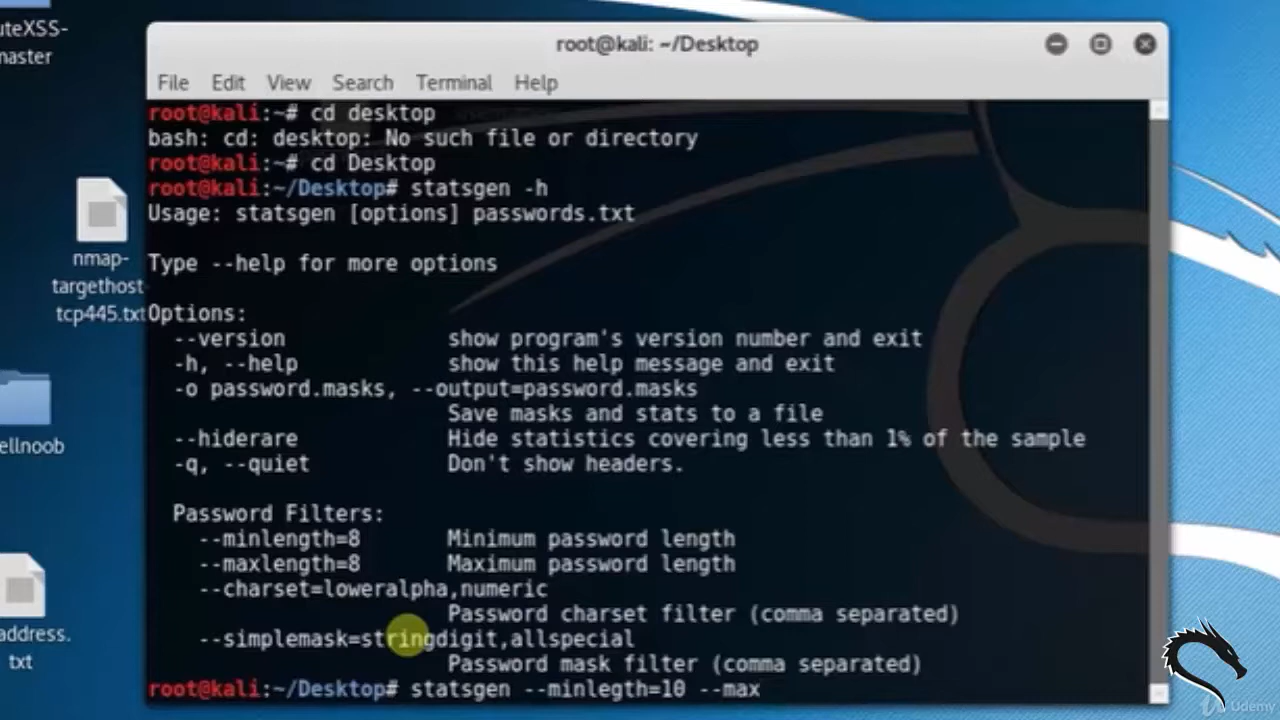 uteXSS-
naster
root@kali: ~/Desktop
File Edit View Search Terminal Help
root@kali:~# cd desktop
bash: cd: desktop: No such file or directory
root@kali:~# cd Desktop
root@kali:~/Desktop# statsgen -h
Usage: statsgen [options] passwords.txt
Type --help for more options
Options:
--version show program's version number and exit
-h, --help show this help message and exit
-o password.masks, --output=password.masks
Save masks and stats to a file
--hiderare Hide statistics covering less than 1% of the sample
-q, --quiet Don't show headers.
Password Filters:
--minlength=8 Minimum password length
--maxlength=8 Maximum password length
--charset=loweralpha,numeric
Password charset filter (comma separated)
--simplemask=stringdigit,allspecial
Password mask filter (comma separated)
root@kali:~/Desktop# statsgen --minlegth=10 --max
nmap-
targethost
tcp445.txt
ellnoob
address.
txt
Udemy